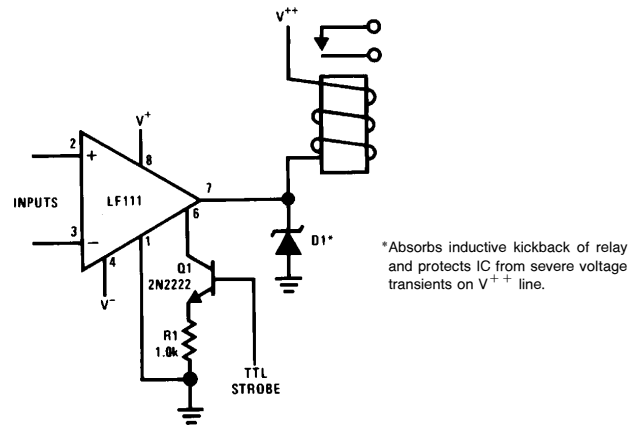 V++
V+
2
+
8
INPUTS
LF111
7
6
3
−
1
4
V−
D1*
*Absorbs inductive kickback of relay
and protects IC from severe voltage
transients on V++ line.
Q1
2N2222
R1
1.0k
TTL
STROBE